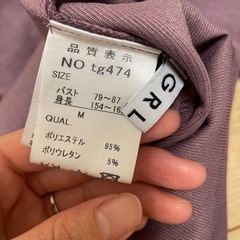 品質表示
NO tg474
SIZE
バスト 79~87
身長 154~16
QUAL M
ポリエステル 95%
ポリウレタン 5%
GRL